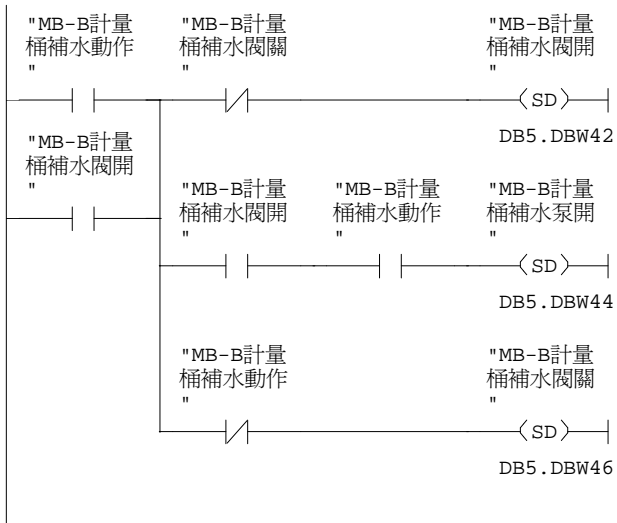 "MB-B計量
桶補水動作
"
"MB-B計量
桶補水閥關
"
"MB-B計量
桶補水閥開
"
SD
DB5.DBW42
"MB-B計量
桶補水閥開
"
"MB-B計量
桶補水閥開
"
"MB-B計量
桶補水動作
"
"MB-B計量
桶補水泵開
"
SD
DB5.DBW44
"MB-B計量
桶補水動作
"
"MB-B計量
桶補水閥關
"
SD
DB5.DBW46